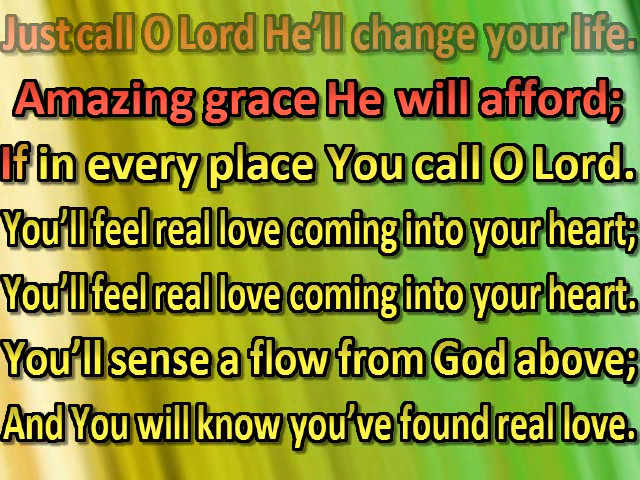 Just call O Lord He'll change your life.
Amazing grace He will afford;
If in every place You call O Lord.
You'll feel real love coming into your heart;
You'll feel real love coming into your heart.
You'll sense a flow from God above;
And You will know you've found real love.